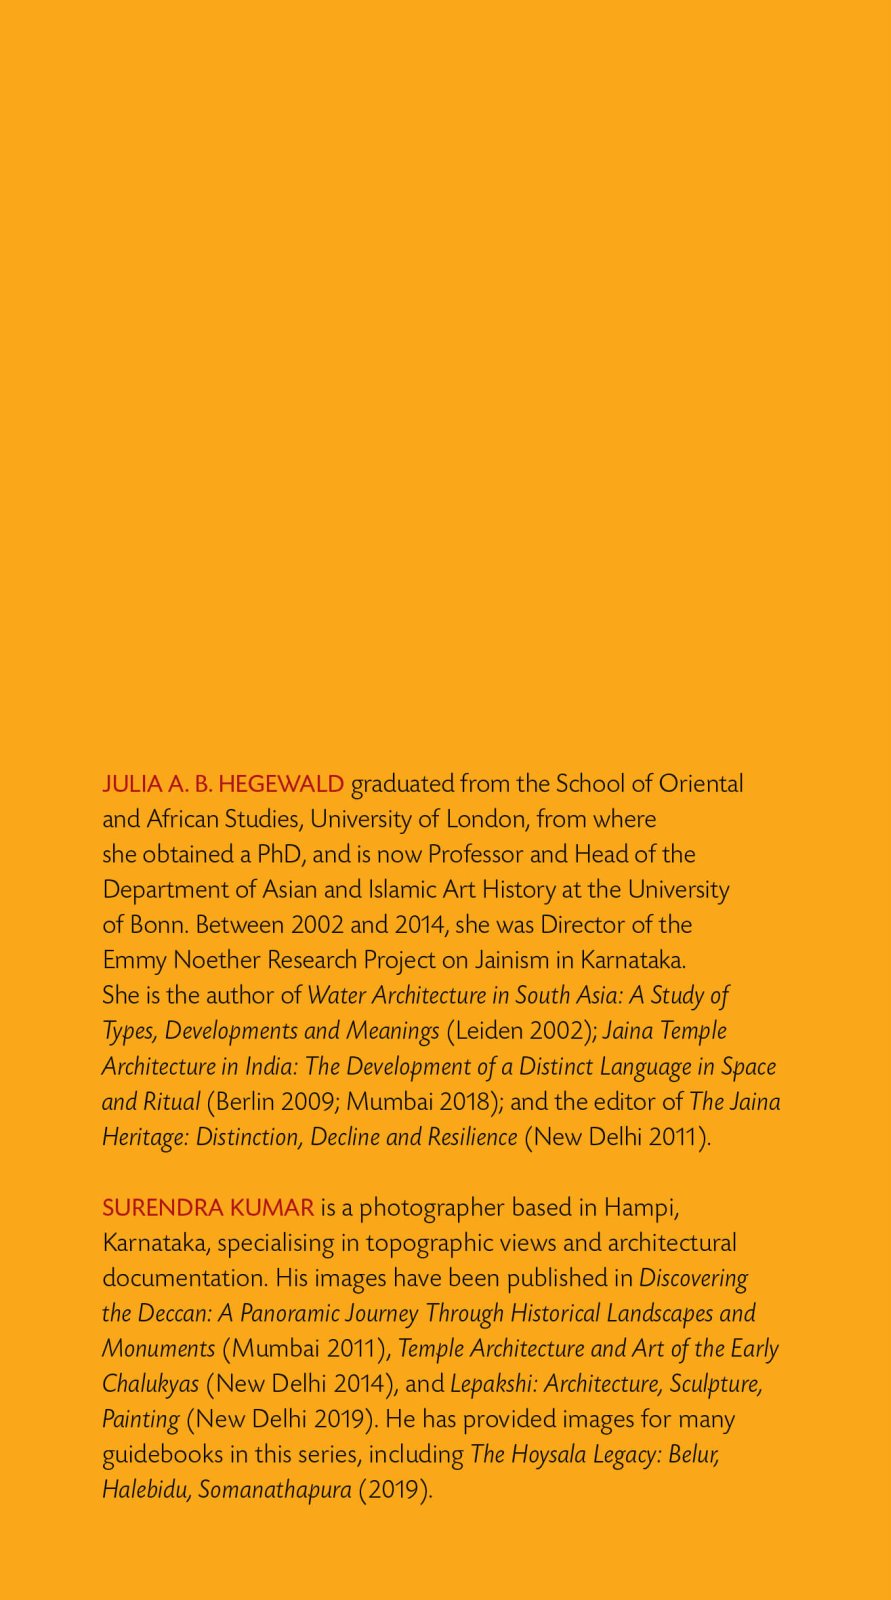 JULIA A. B. HEGEWALD graduated from the School of Oriental
and African Studies, University of London, from where
she obtained a PhD, and is now Professor and Head of the
Department of Asian and Islamic Art History at the University
of Bonn. Between 2002 and 2014, she was Director of the
Emmy Noether Research Project on Jainism in Karnataka.
She is the author of Water Architecture in South Asia: A Study of
Types, Developments and Meanings (Leiden 2002); Jaina Temple
Architecture in India: The Development of a Distinct Language in Space
and Ritual (Berlin 2009; Mumbai 2018); and the editor of The Jaina
Heritage: Distinction, Decline and Resilience (New Delhi 2011).
SURENDRA KUMAR is a photographer based in Hampi,
Karnataka, specialising in topographic views and architectural
documentation. His images have been published in Discovering
the Deccan: A Panoramic Journey Through Historical Landscapes and
Monuments (Mumbai 2011), Temple Architecture and Art of the Early
Chalukyas (New Delhi 2014), and Lepakshi: Architecture, Sculpture,
Painting (New Delhi 2019). He has provided images for many
guidebooks in this series, including The Hoysala Legacy: Belur,
Halebidu, Somanathapura (2019).